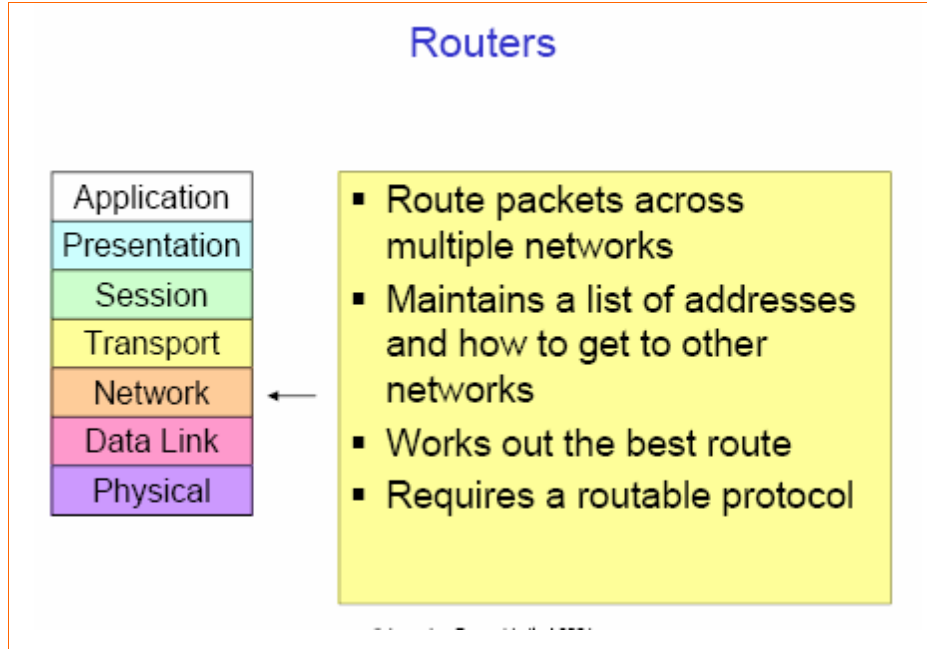 Routers
Application
Presentation
Session
Transport
Network
Data Link
Physical
▪ Route packets across
multiple networks
▪ Maintains a list of addresses
and how to get to other
networks
▪ Works out the best route
▪ Requires a routable protocol